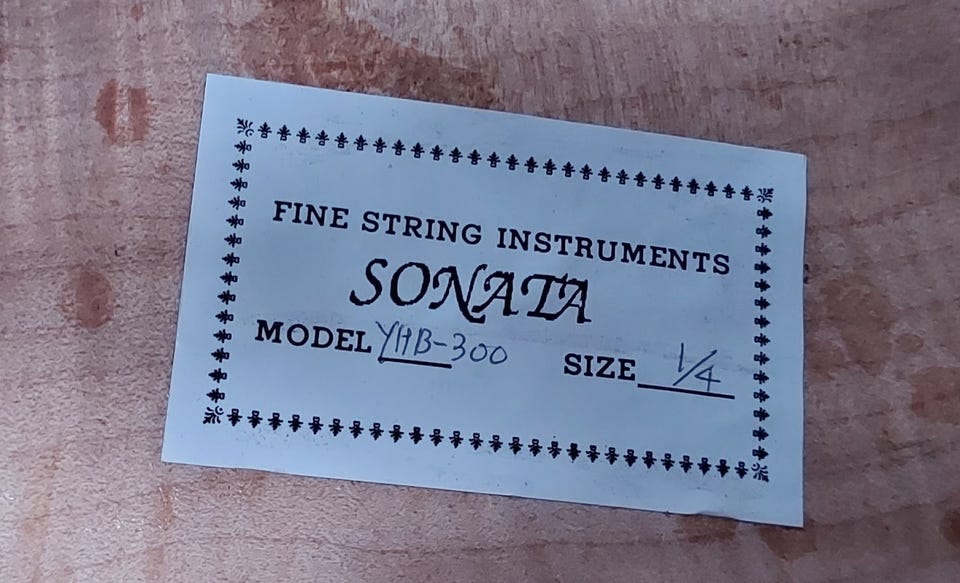 FINE STRING INSTRUMENTS
SONATA
MODEL YHB-300 SIZE 1/4